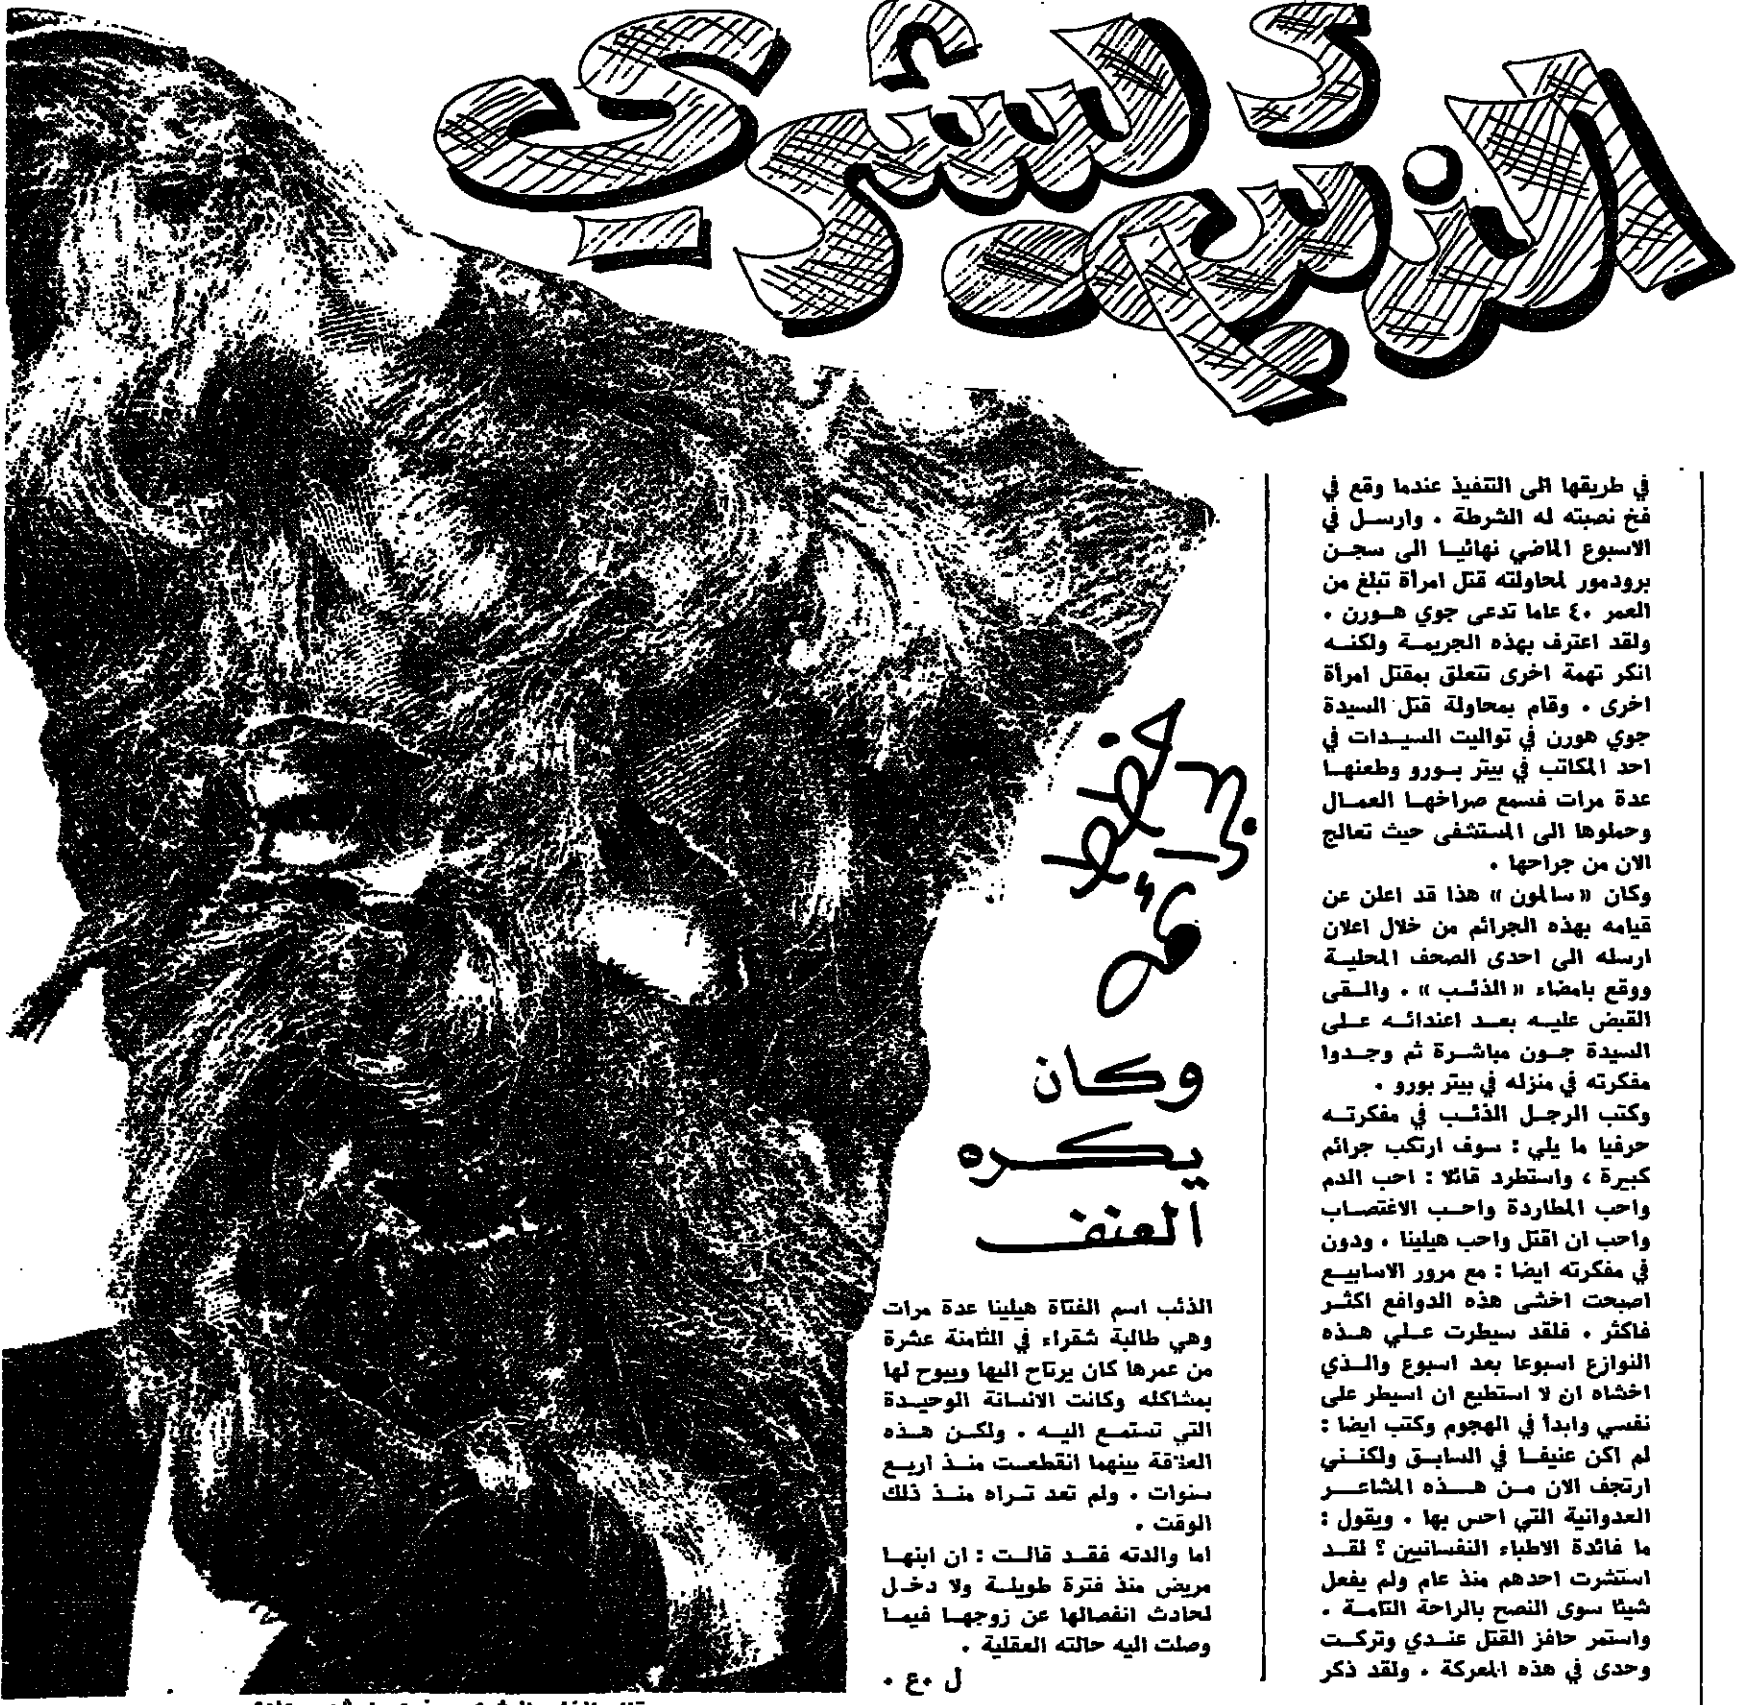 الذئب البشري
في طريقها الى التنفيذ عندما وقع في
فخ نصبته له الشرطة . وارسل في
الاسبوع الماضي نهائيا الى سجن
برودمور لمحاولته قتل امرأة تبلغ من
العمر ٤٠ عاما تدعى جوي هورن .
ولقد اعترف بهذه الجريمة ولكنه
انكر تهمة اخرى تتعلق بمقتل امرأة
اخرى . وقام بمحاولة قتل السيدة
جوي هورن في تواليت السيدات في
احد المكاتب في بيتر بورو وطعنها
عدة مرات فسمع صراخها العمال
وحملوها الى المستشفى حيث تعالج
الان من جراحها .
وكان « سالمون » هذا قد اعلن عن
قيامه بهذه الجرائم من خلال اعلان
ارسله الى احدى الصحف المحلية
ووقع بامضاء « الذئب » . والقى
القبض عليه بعد اعتدائه على
السيدة جون مباشرة ثم وجدوا
مفكرته في منزله في بيتر بورو .
وكتب الرجل الذئب في مفكرته
حرفيا ما يلي : سوف ارتكب جرائم
كبيرة ، واستطرد قائلا : احب الدم
واحب المطاردة واحب الاغتصاب
واحب ان اقتل واحب هيلينا . ودون
في مفكرته ايضا : مع مرور الاسابيع
اصبحت اخشى هذه الدوافع اكثر
فاكثر . فلقد سيطرت علي هذه
النوازع اسبوعا بعد اسبوع والذي
اخشاه ان لا استطيع ان اسيطر على
نفسي وابدأ في الهجوم وكتب ايضا :
لم اكن عنيفا في السابق ولكنني
ارتجف الان من هذه المشاعر
العدوانية التي احس بها . ويقول :
ما فائدة الاطباء النفسانيين ؟ لقد
استشرت احدهم منذ عام ولم يفعل
شيئا سوى النصح بالراحة التامة .
واستمر حافز القتل عندي وتركت
وحدي في هذه المعركة . ولقد ذكر
وكان
يكره
العنف
الذئب اسم الفتاة هيلينا عدة مرات
وهي طالبة شقراء في الثامنة عشرة
من عمرها كان يرتاح اليها ويبوح لها
بمشاكله وكانت الانسانة الوحيدة
التي تستمع اليه . ولكن هذه
العلاقة بينهما انقطعت منذ اربع
سنوات . ولم تعد تراه منذ ذلك
الوقت .
اما والدته فقد قالت : ان ابنها
مريض منذ فترة طويلة ولا دخل
لحادث انفصالها عن زوجها فيما
وصلت اليه حالته العقلية .
ل .ع .